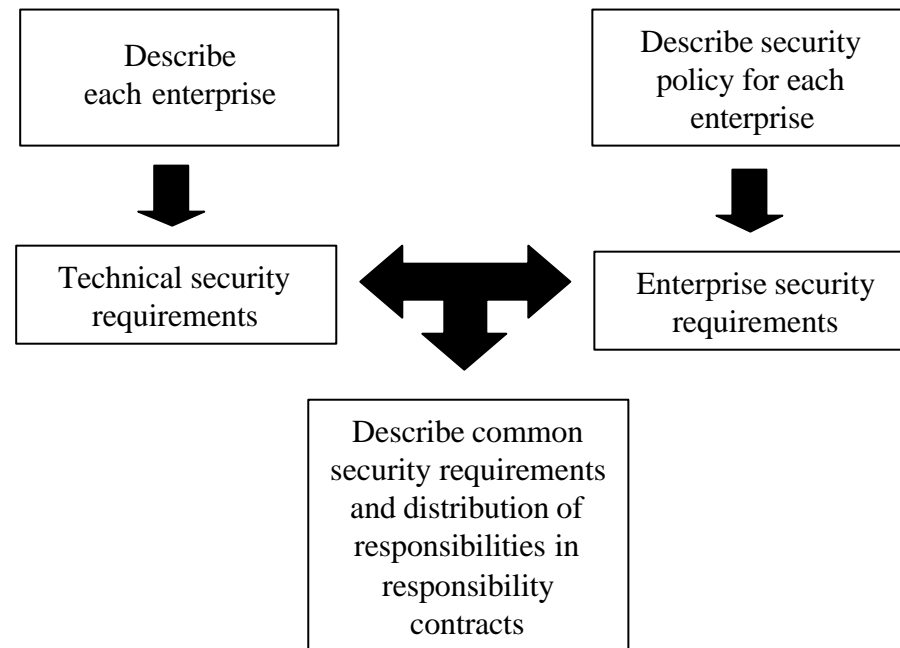 Describe
each enterprise
Describe security
policy for each
enterprise
Technical security
requirements
Enterprise security
requirements
Describe common
security requirements
and distribution of
responsibilities in
responsibility
contracts